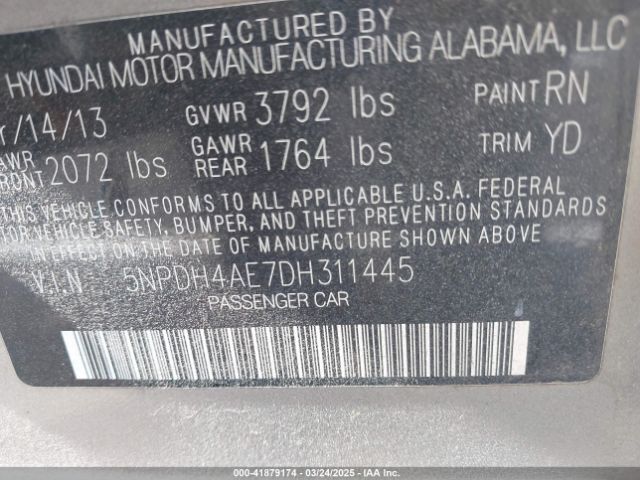 MANUFACTURED BY
HYUNDAI MOTOR MANUFACTURING ALABAMA, LLC
r/14/13 GVWR 3792 lbs PAINT RN
AWR FRONT 2072 lbs GAWR REAR 1764 lbs TRIM YD
THIS VEHICLE CONFORMS TO ALL APPLICABLE U.S.A. FEDERAL
MOTOR VEHICLE SAFETY, BUMPER, AND THEFT PREVENTION STANDARDS
IN EFFECT ON THE DATE OF MANUFACTURE SHOWN ABOVE
V.I.N 5NPDH4AE7DH311445
PASSENGER CAR
000-41879174 | 03/24/2025 | IAA Inc.